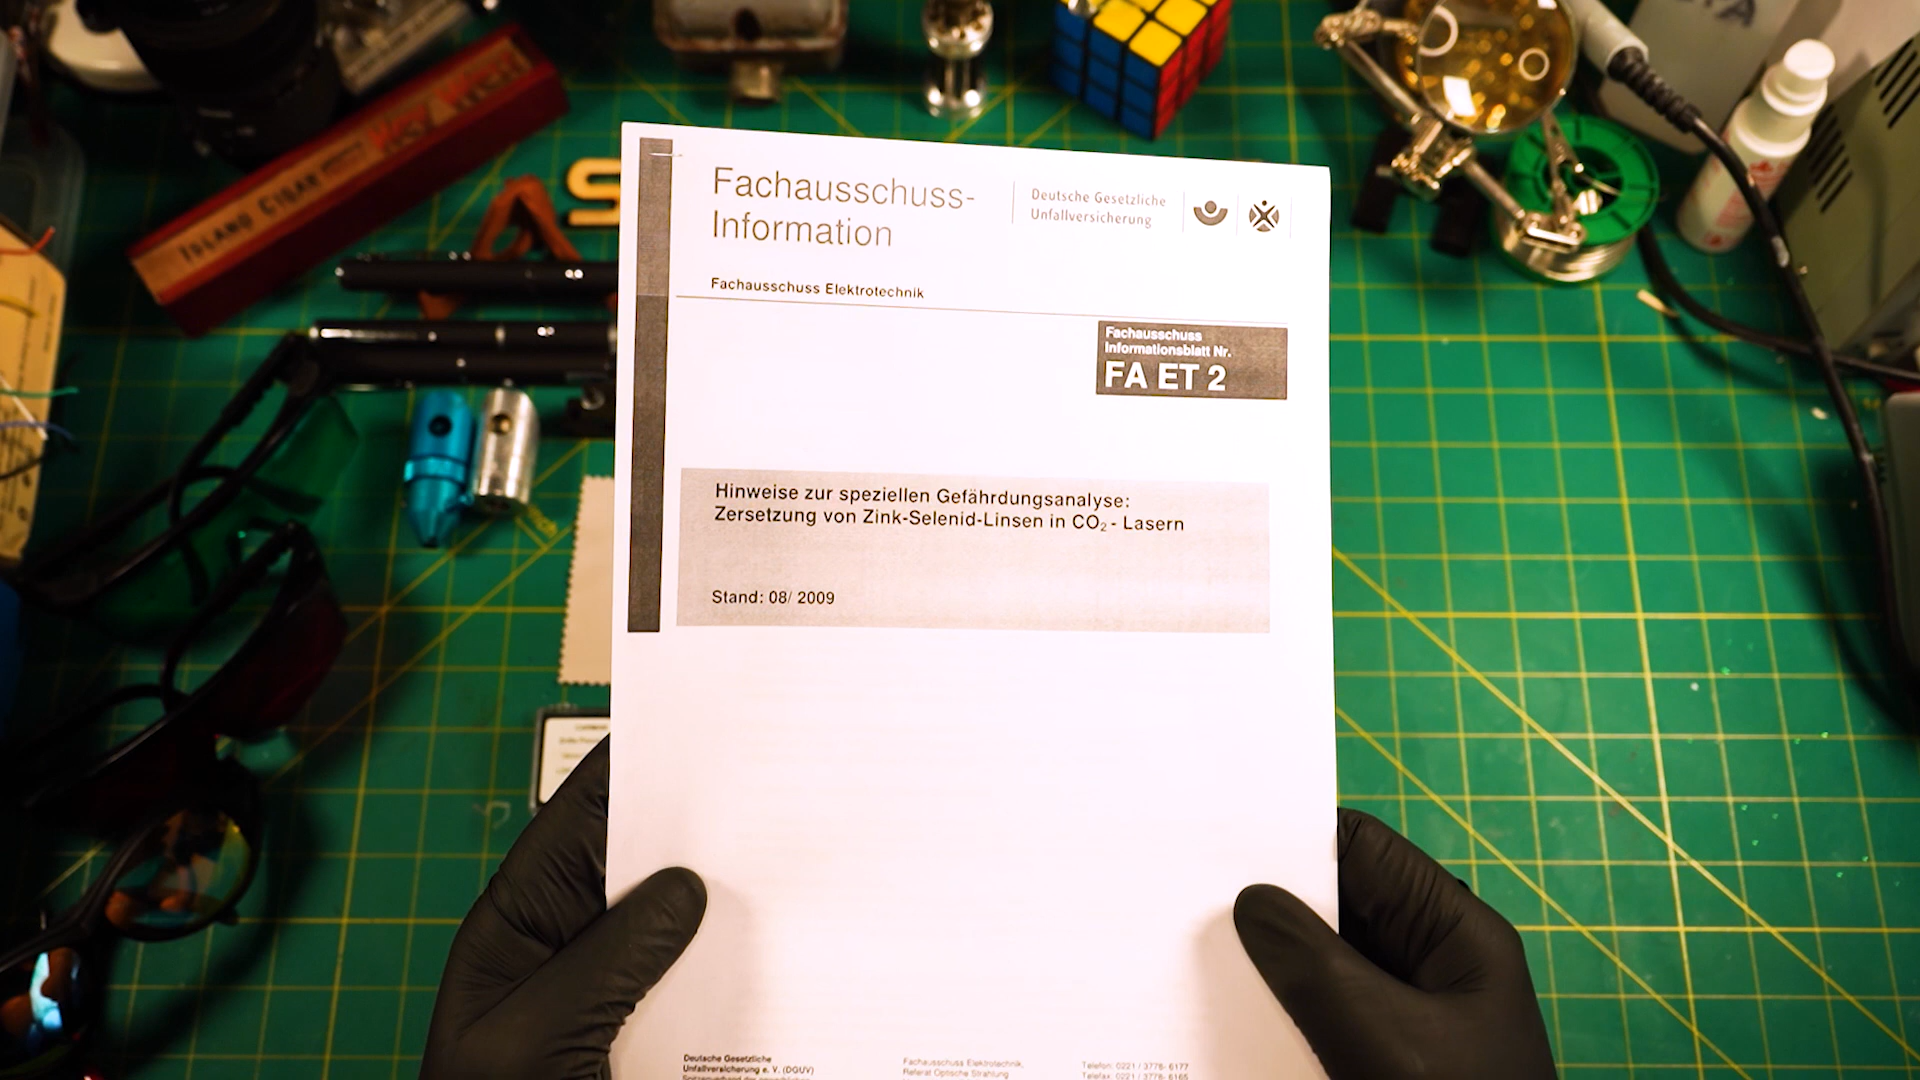 ISLAND CIGAR
Fachausschuss-
Information
Deutsche Gesetzliche
Unfallversicherung
Fachausschuss Elektrotechnik
Fachausschuss
Informationsblatt Nr.
FA ET 2
Hinweise zur speziellen Gefährdungsanalyse:
Zersetzung von Zink-Selenid-Linsen in CO₂ - Lasern
Stand: 08/ 2009
Deutsche Gesetzliche
Unfallversicherung e. V. (DGUV)
Fachausschuss Elektrotechnik,
Referat Optische Strahlung
Telefon: 0221 / 3778- 6177
Telefax: 0221 / 3778- 6165